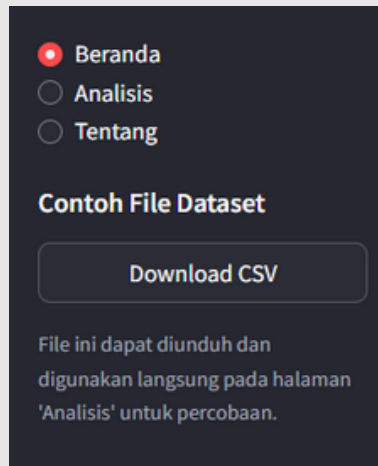 Beranda
Analisis
Tentang
Contoh File Dataset
Download CSV
File ini dapat diunduh dan
digunakan langsung pada halaman
'Analisis' untuk percobaan.